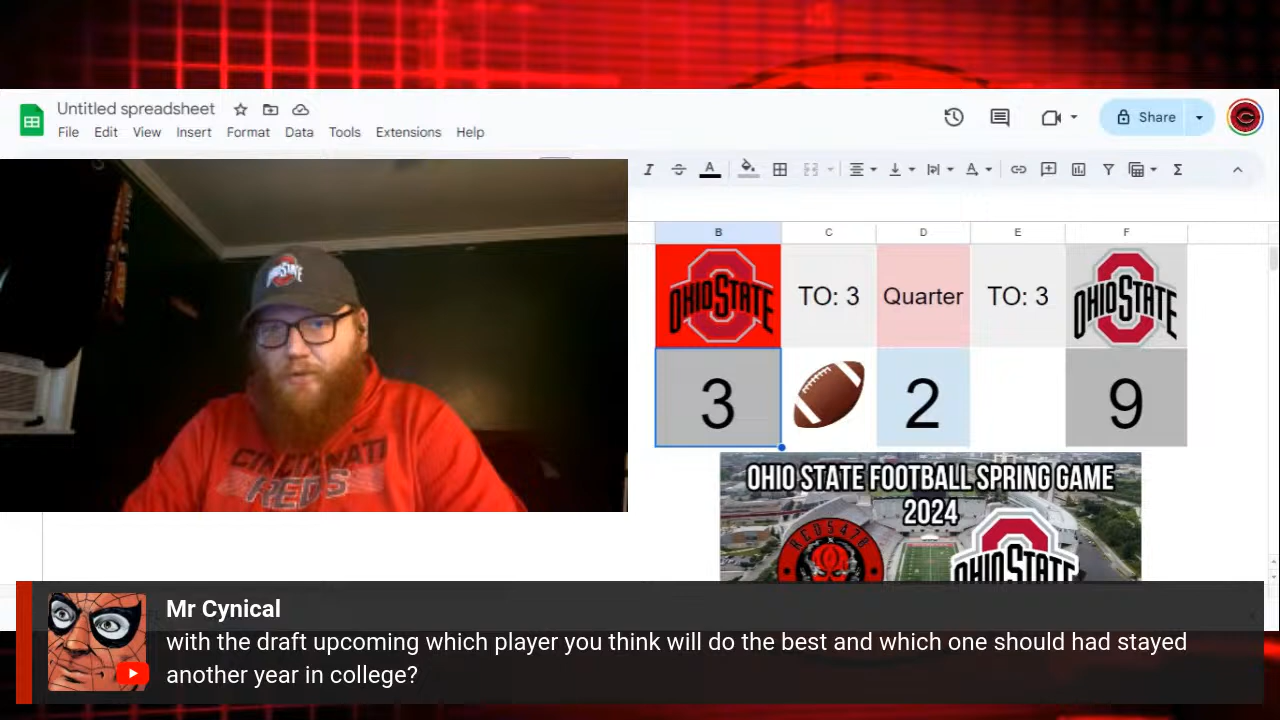 Untitled spreadsheet
File Edit View Insert Format Data Tools Extensions Help
Share
B C D E F
OHIO STATE
TO: 3
Quarter
TO: 3
OHIO STATE
3
2
9
OHIO STATE
CINCINNATI
REDS
OHIO STATE FOOTBALL SPRING GAME
2024
REDS478
OHIO STATE
Mr Cynical
with the draft upcoming which player you think will do the best and which one should had stayed
another year in college?